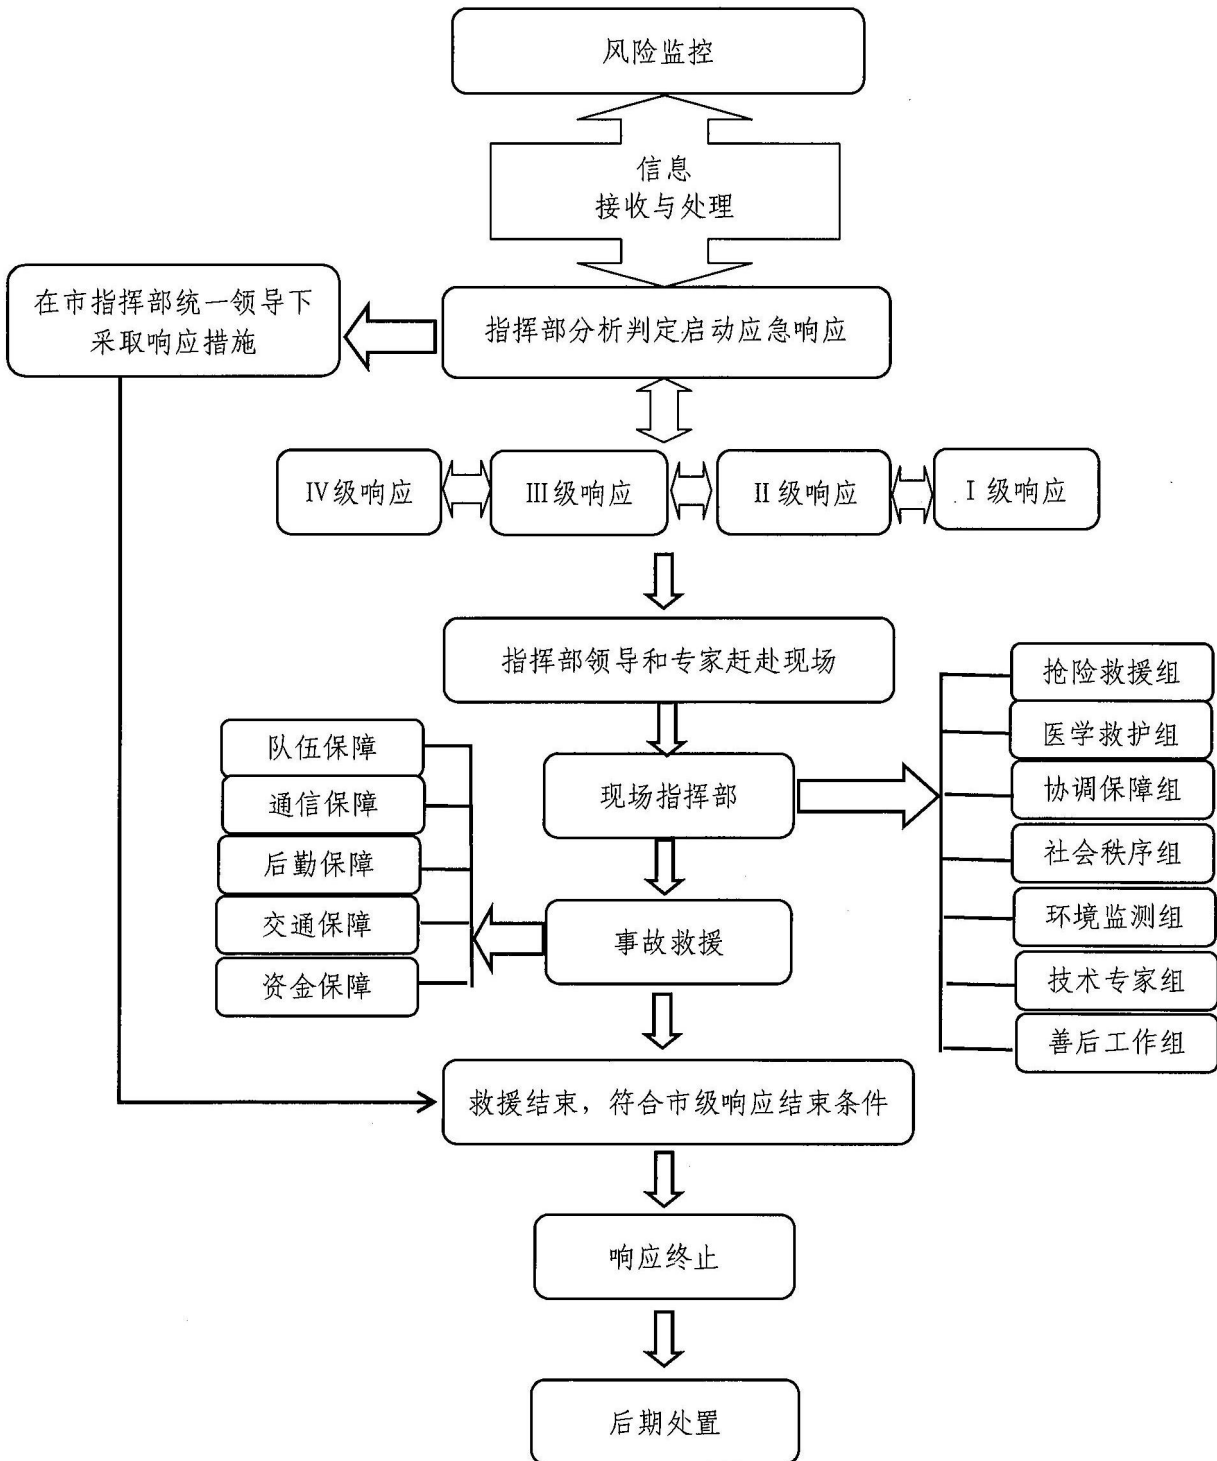 风险监控
信息
接收与处理
在市指挥部统一领导下
采取响应措施
指挥部分析判定启动应急响应
IV级响应
III级响应
II级响应
I 级响应
指挥部领导和专家赶赴现场
抢险救援组
医学救护组
协调保障组
社会秩序组
环境监测组
技术专家组
善后工作组
现场指挥部
队伍保障
通信保障
后勤保障
交通保障
资金保障
事故救援
救援结束，符合市级响应结束条件
响应终止
后期处置